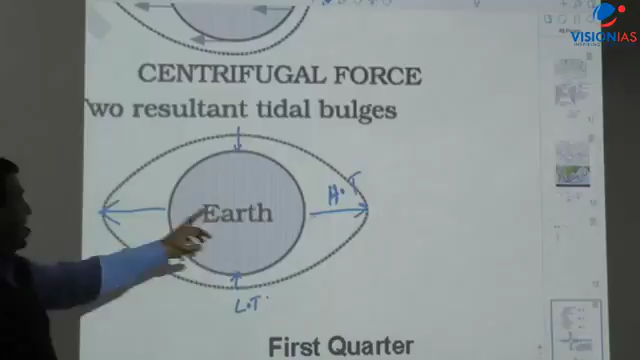 VISIONIAS
CENTRIFUGAL FORCE
wo resultant tidal bulges
H.T
Earth
L.T.
First Quarter